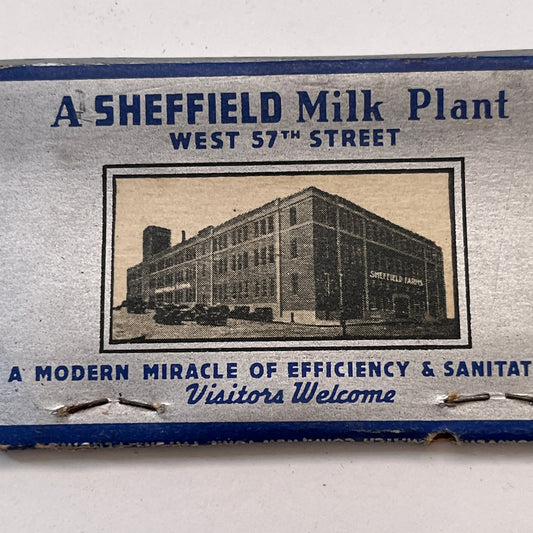 A SHEFFIELD Milk Plant
WEST 57TH STREET
SHEFFIELD FARMS
A MODERN MIRACLE OF EFFICIENCY & SANITAT
Visitors Welcome